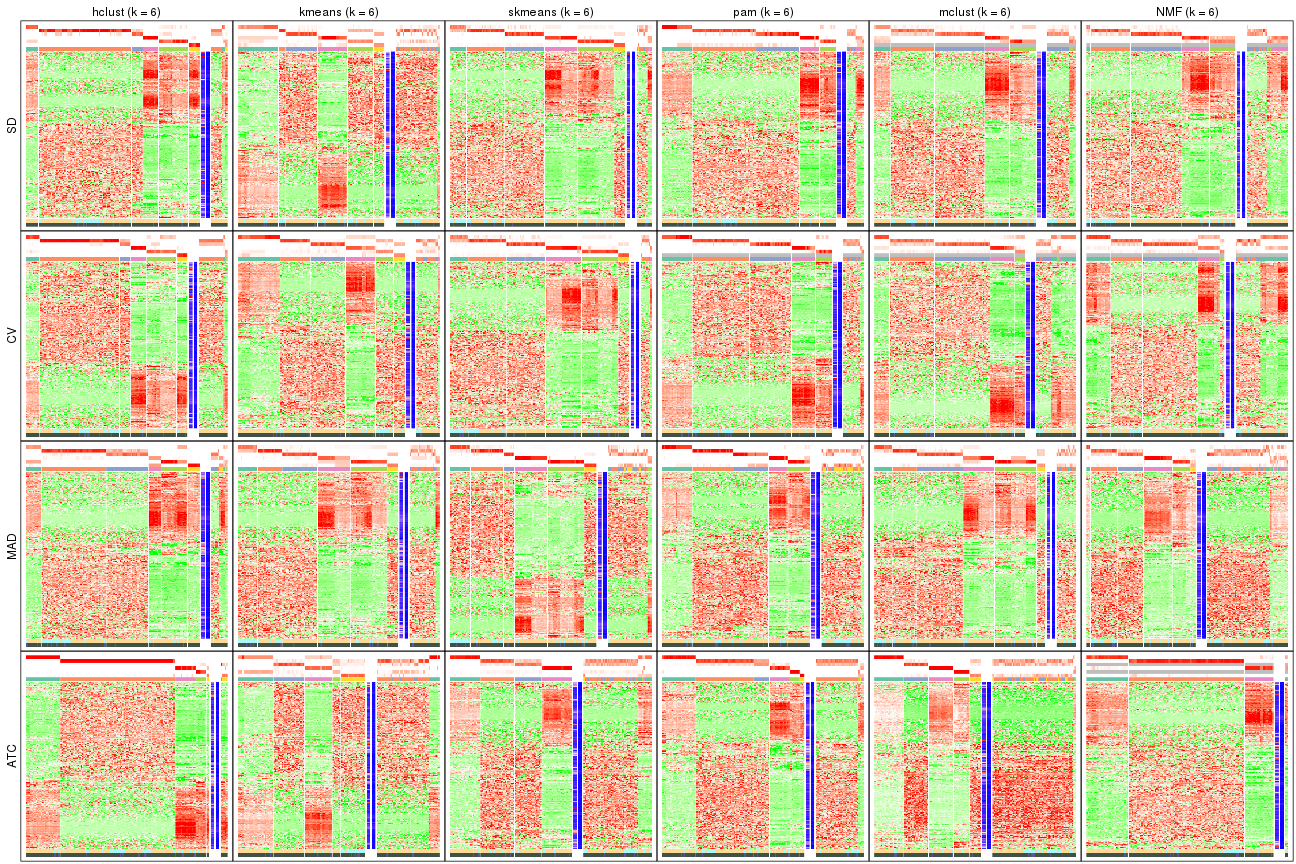 hclust (k = 6) kmeans (k = 6) skmeans (k = 6) pam (k = 6) mclust (k = 6) NMF (k = 6)
SD
CV
MAD
ATC